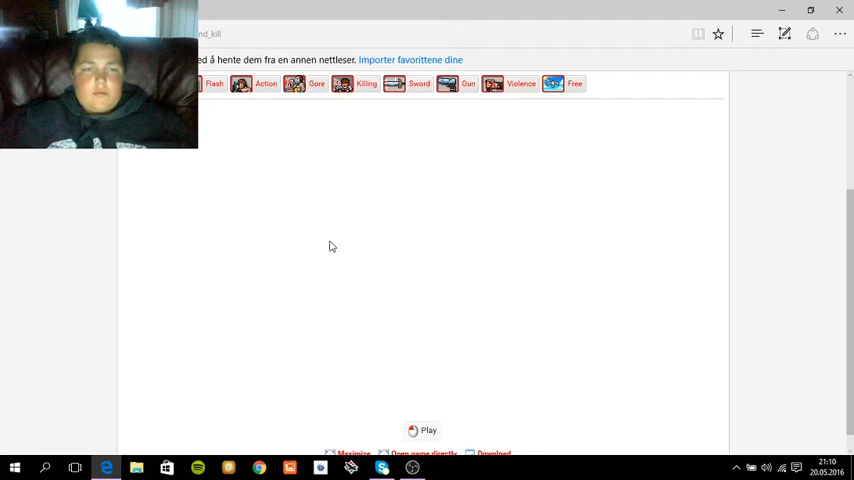 nd_kill
ed å hente dem fra en annen nettleser. Importer favorittene dine
Flash Action Gore Killing Sword Gun Violence Free
Play
Maximize Open game directly Download
21:10
20.05.2016